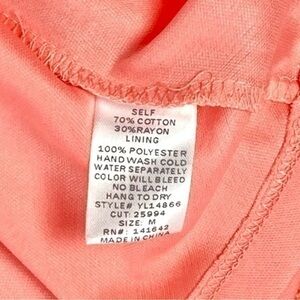 SELF
70% COTTON
30% RAYON
LINING
100% POLYESTER
HAND WASH COLD
WATER SEPARATELY
COLOR WILL BLEED
NO BLEACH
HANG TO DRY
STYLE# YL14866
CUT: 25994
SIZE: M
RN#: 141642
MADE IN CHINA